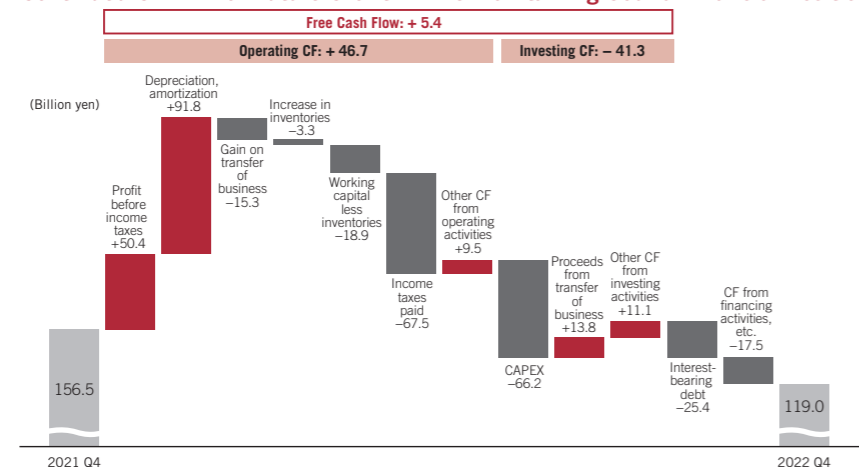 Free Cash Flow: + 5.4
Operating CF: + 46.7
Investing CF: − 41.3
(Billion yen)
156.5
2021 Q4
Profit
before
income
taxes
+50.4
Depreciation,
amortization
+91.8
Gain on
transfer
of
business
−15.3
Increase in
inventories
−3.3
Working
capital
less
inventories
−18.9
Income
taxes
paid
−67.5
Other CF
from
operating
activities
+9.5
CAPEX
−66.2
Proceeds
from
transfer
of
business
+13.8
Other CF
from
investing
activities
+11.1
Interest-
bearing
debt
−25.4
CF from
financing
activities,
etc.
−17.5
119.0
2022 Q4